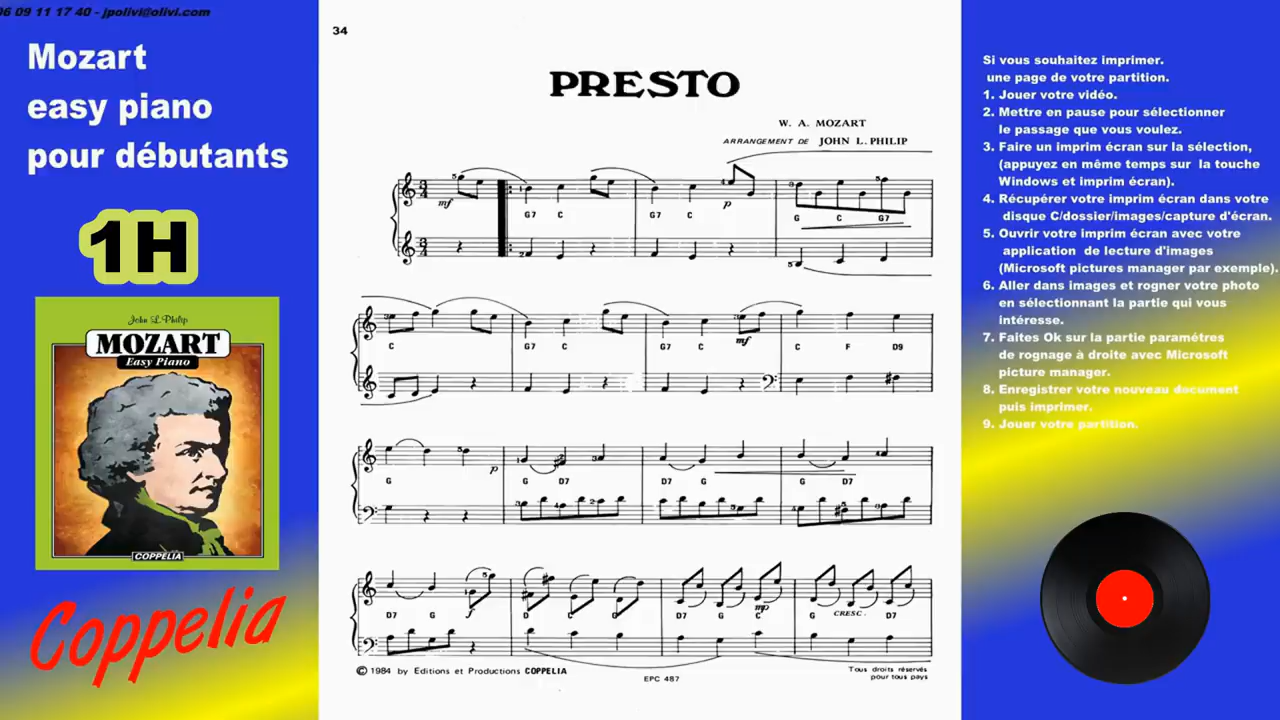 06 09 11 17 40 - jpolivi@olivi.com
Mozart
easy piano
pour débutants
1H
John L. Philip
MOZART
Easy Piano
COPPELIA
Coppelia
34
PRESTO
W. A. MOZART
ARRANGEMENT DE JOHN L. PHILIP
mf
p
G7 C G7 C G C G7
C G7 C G7 C C F D9
mf
G G D7 D7 G G D7
p
D7 G D C G D7 G C G D7
f
mp
CRESC.
© 1984 by Éditions et Productions COPPELIA
EPC 487
Tous droits réservés
pour tous pays
Si vous souhaitez imprimer.
une page de votre partition.
1. Jouer votre vidéo.
2. Mettre en pause pour sélectionner
le passage que vous voulez.
3. Faire un imprim écran sur la sélection,
(appuyez en même temps sur la touche
Windows et imprim écran).
4. Récupérer votre imprim écran dans votre
disque C/dossier/images/capture d'écran.
5. Ouvrir votre imprim écran avec votre
application de lecture d'images
(Microsoft pictures manager par exemple).
6. Aller dans images et rogner votre photo
en sélectionnant la partie qui vous
intéresse.
7. Faites Ok sur la partie paramétres
de rognage à droite avec Microsoft
picture manager.
8. Enregistrer votre nouveau document
puis imprimer.
9. Jouer votre partition.